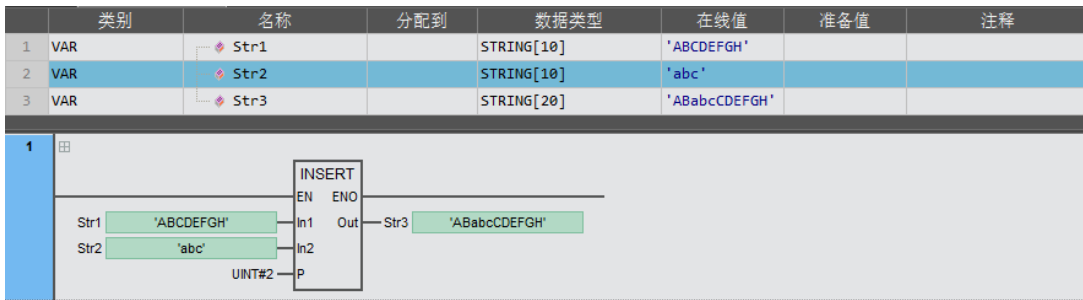 类别 名称 分配到 数据类型 在线值 准备值 注释
1 VAR Str1 STRING[10] 'ABCDEFGH'
2 VAR Str2 STRING[10] 'abc'
3 VAR Str3 STRING[20] 'ABabcCDEFGH'
1
INSERT
EN ENO
Str1 'ABCDEFGH' In1 Out Str3 'ABabcCDEFGH'
Str2 'abc' In2
UINT#2 P